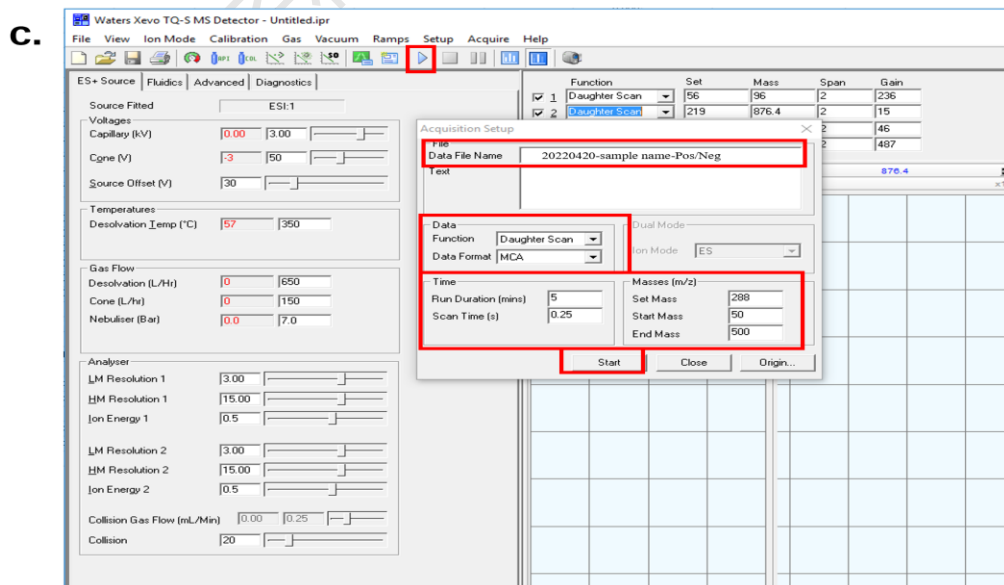 c.
Waters Xevo TQ-S MS Detector - Untitled.ipr
File View Ion Mode Calibration Gas Vacuum Ramps Setup Acquire Help
ES+ Source Fluidics Advanced Diagnostics
Source Fitted ESI:1
Voltages
Capillary (kV) 0.00 3.00
Cone (V) -3 50
Source Offset (V) 30
Temperatures
Desolvation Temp (°C) 57 350
Gas Flow
Desolvation (L/Hr) 0 650
Cone (L/hr) 0 150
Nebuliser (Bar) 0.0 7.0
Analyser
LM Resolution 1 3.00
HM Resolution 1 15.00
Ion Energy 1 0.5
LM Resolution 2 3.00
HM Resolution 2 15.00
Ion Energy 2 0.5
Collision Gas Flow (mL/Min) 0.00 0.25
Collision 20
Function Set Mass Span Gain
1 Daughter Scan 56 96 2 236
2 Daughter Scan 219 876.4 2 15
2 46
2 487
876.4
Acquisition Setup
File
Data File Name 20220420-sample name-Pos/Neg
Text
Data
Function Daughter Scan
Data Format MCA
Dual Mode
Ion Mode ES
Time
Run Duration (mins) 5
Scan Time (s) 0.25
Masses (m/z)
Set Mass 288
Start Mass 50
End Mass 500
Start Close Origin...